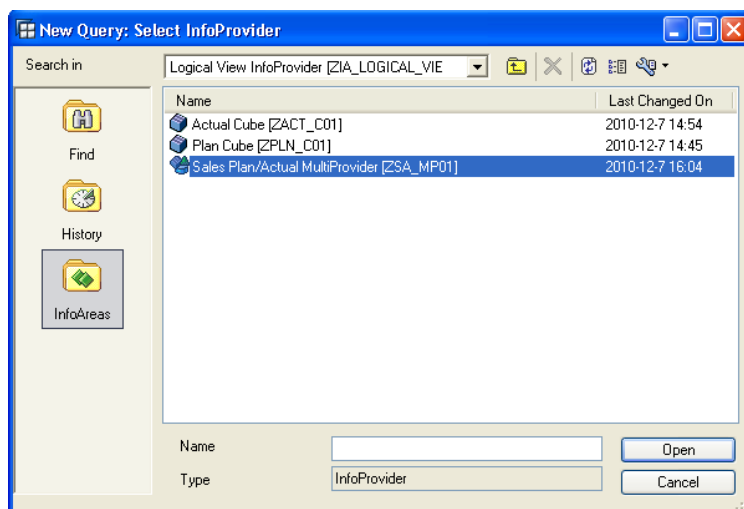 New Query: Select InfoProvider
Search in
Logical View InfoProvider [ZIA_LOGICAL_VIE
Name Last Changed On
Actual Cube [ZACT_C01] 2010-12-7 14:54
Plan Cube [ZPLN_C01] 2010-12-7 14:45
Sales Plan/Actual MultiProvider [ZSA_MP01] 2010-12-7 16:04
Find
History
InfoAreas
Name
Open
Type InfoProvider
Cancel